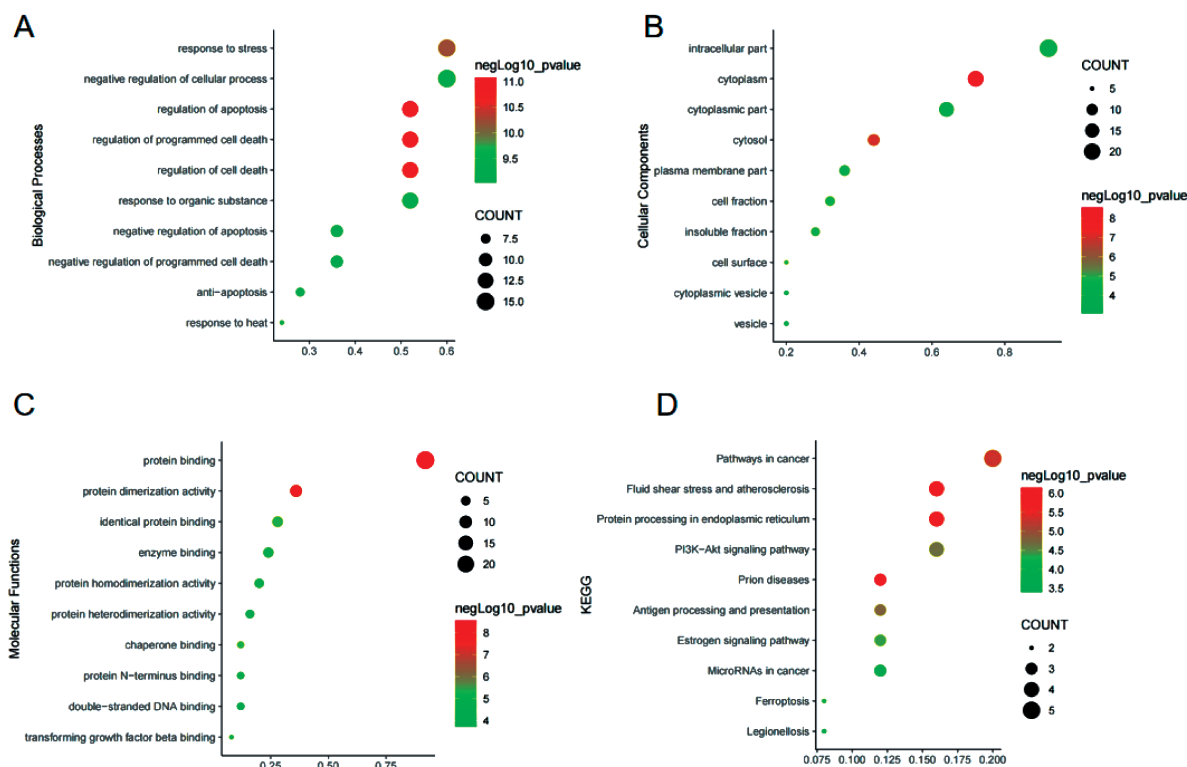 A
Biological Processes
response to stress
negative regulation of cellular process
regulation of apoptosis
regulation of programmed cell death
regulation of cell death
response to organic substance
negative regulation of apoptosis
negative regulation of programmed cell death
anti-apoptosis
response to heat
0.3 0.4 0.5 0.6
negLog10_pvalue
11.0
10.5
10.0
9.5
COUNT
7.5
10.0
12.5
15.0
B
Cellular Components
intracellular part
cytoplasm
cytoplasmic part
cytosol
plasma membrane part
cell fraction
insoluble fraction
cell surface
cytoplasmic vesicle
vesicle
0.2 0.4 0.6 0.8
COUNT
5
10
15
20
negLog10_pvalue
8
7
6
5
4
C
Molecular Functions
protein binding
protein dimerization activity
identical protein binding
enzyme binding
protein homodimerization activity
protein heterodimerization activity
chaperone binding
protein N-terminus binding
double-stranded DNA binding
transforming growth factor beta binding
0.25 0.50 0.75
COUNT
5
10
15
20
negLog10_pvalue
8
7
6
5
4
D
KEGG
Pathways in cancer
Fluid shear stress and atherosclerosis
Protein processing in endoplasmic reticulum
PI3K-Akt signaling pathway
Prion diseases
Antigen processing and presentation
Estrogen signaling pathway
MicroRNAs in cancer
Ferroptosis
Legionellosis
0.075 0.100 0.125 0.150 0.175 0.200
negLog10_pvalue
6.0
5.5
5.0
4.5
4.0
3.5
COUNT
2
3
4
5